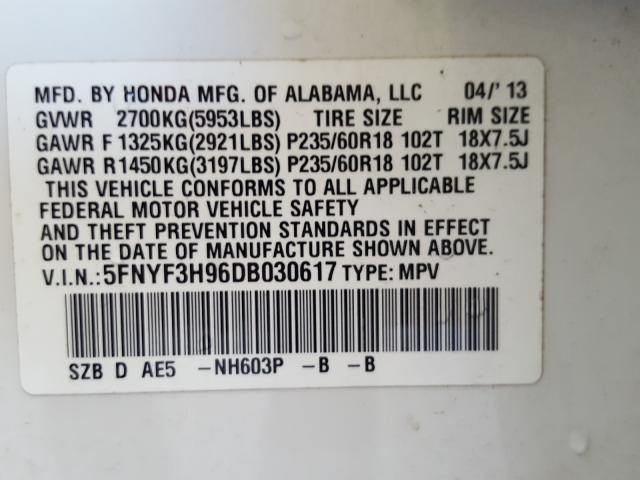 MFD. BY HONDA MFG. OF ALABAMA, LLC 04/' 13
GVWR 2700KG(5953LBS) TIRE SIZE RIM SIZE
GAWR F 1325KG(2921LBS) P235/60R18 102T 18X7.5J
GAWR R 1450KG(3197LBS) P235/60R18 102T 18X7.5J
THIS VEHICLE CONFORMS TO ALL APPLICABLE
FEDERAL MOTOR VEHICLE SAFETY
AND THEFT PREVENTION STANDARDS IN EFFECT
ON THE DATE OF MANUFACTURE SHOWN ABOVE.
V.I.N.: 5FNYF3H96DB030617 TYPE: MPV
SZB D AE5 -NH603P -B -B